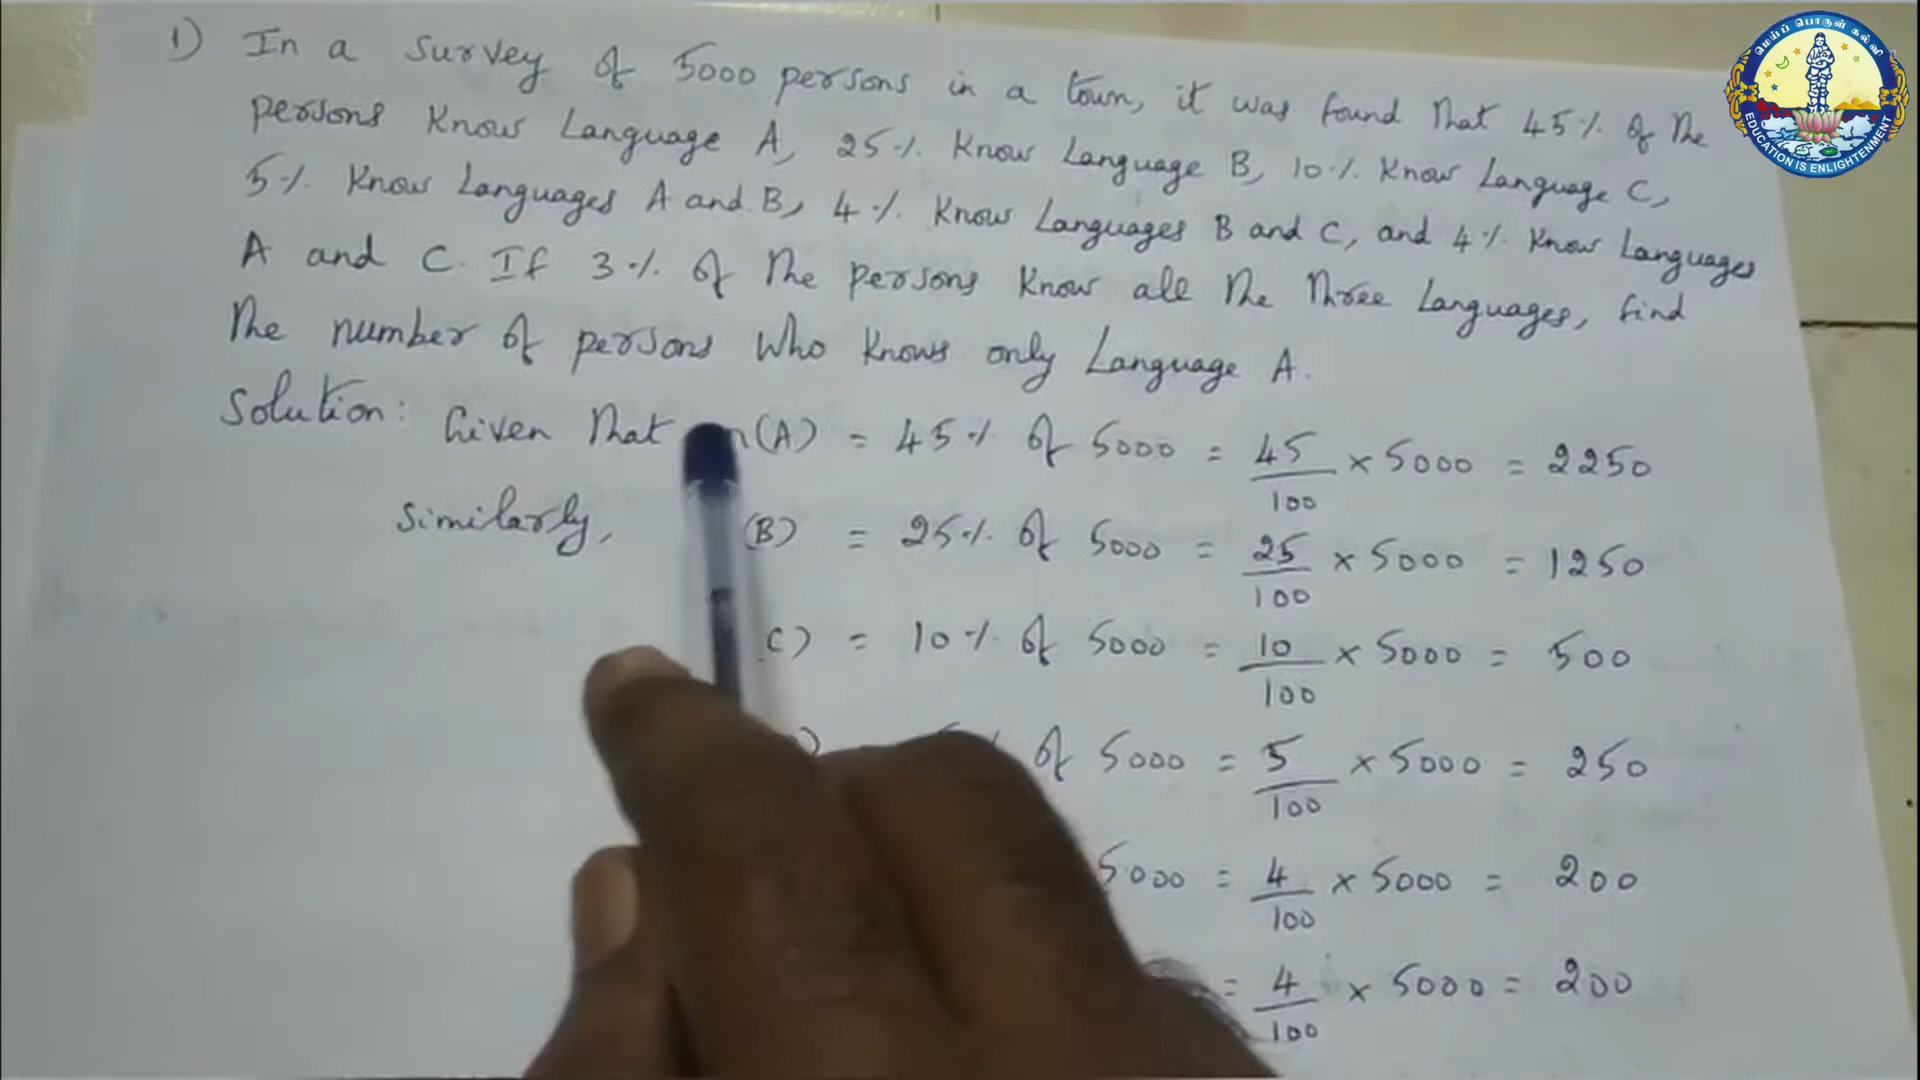 1) In a survey of 5000 persons in a town, it was found that 45% of the
persons know Language A, 25% know Language B, 10% know Language C,
5% know Languages A and B, 4% know Languages B and C, and 4% know Languages
A and C. If 3% of the persons know all the three Languages, find
the number of persons who knows only Language A.
Solution: Given that n(A) = 45% of 5000 = 45/100 × 5000 = 2250
Similarly, (B) = 25% of 5000 = 25/100 × 5000 = 1250
C) = 10% of 5000 = 10/100 × 5000 = 500
of 5000 = 5/100 × 5000 = 250
5000 = 4/100 × 5000 = 200
= 4/100 × 5000 = 200
மெய்ப் பொருள் கல்வி
EDUCATION IS ENLIGHTENMENT